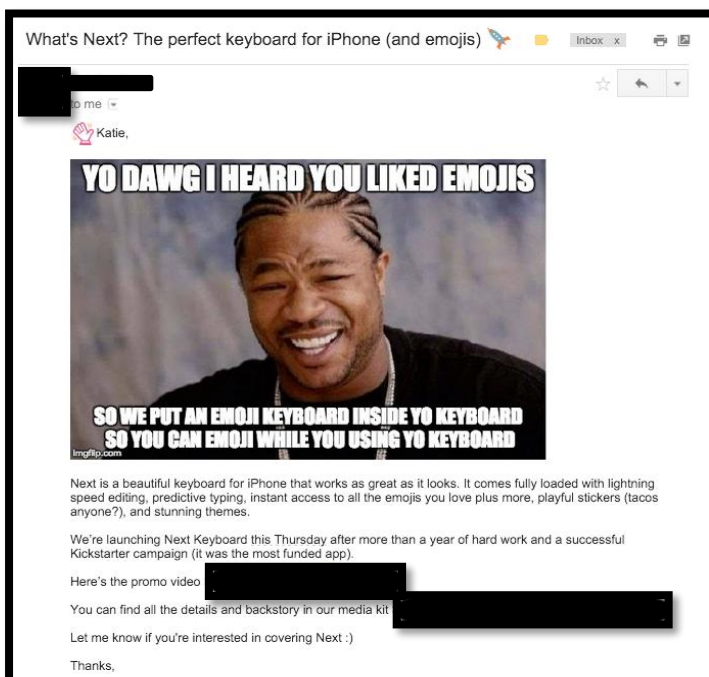 What's Next? The perfect keyboard for iPhone (and emojis) 🚀
Inbox x
to me
👋 Katie,
YO DAWG I HEARD YOU LIKED EMOJIS
SO WE PUT AN EMOJI KEYBOARD INSIDE YO KEYBOARD
SO YOU CAN EMOJI WHILE YOU USING YO KEYBOARD
imgflip.com
Next is a beautiful keyboard for iPhone that works as great as it looks. It comes fully loaded with lightning
speed editing, predictive typing, instant access to all the emojis you love plus more, playful stickers (tacos
anyone?), and stunning themes.
We're launching Next Keyboard this Thursday after more than a year of hard work and a successful
Kickstarter campaign (it was the most funded app).
Here's the promo video
You can find all the details and backstory in our media kit
Let me know if you're interested in covering Next :)
Thanks,